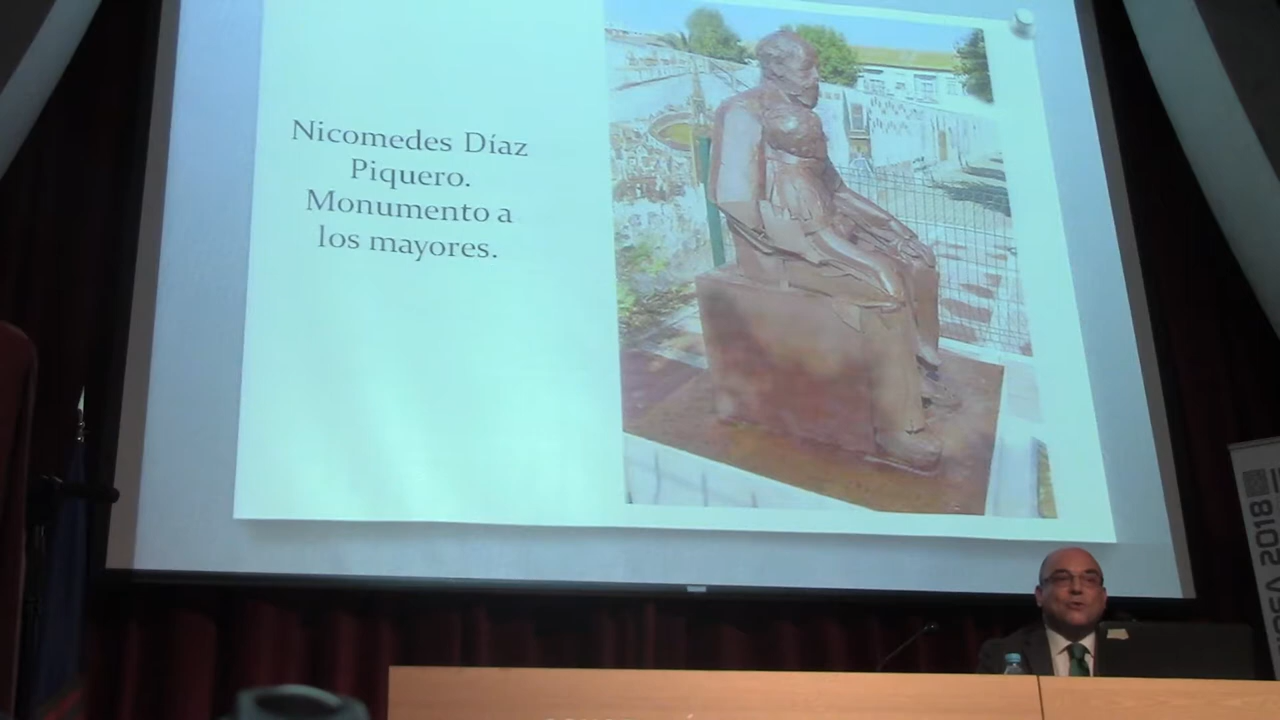 Nicomedes Díaz
Piquero.
Monumento a
los mayores.
2018